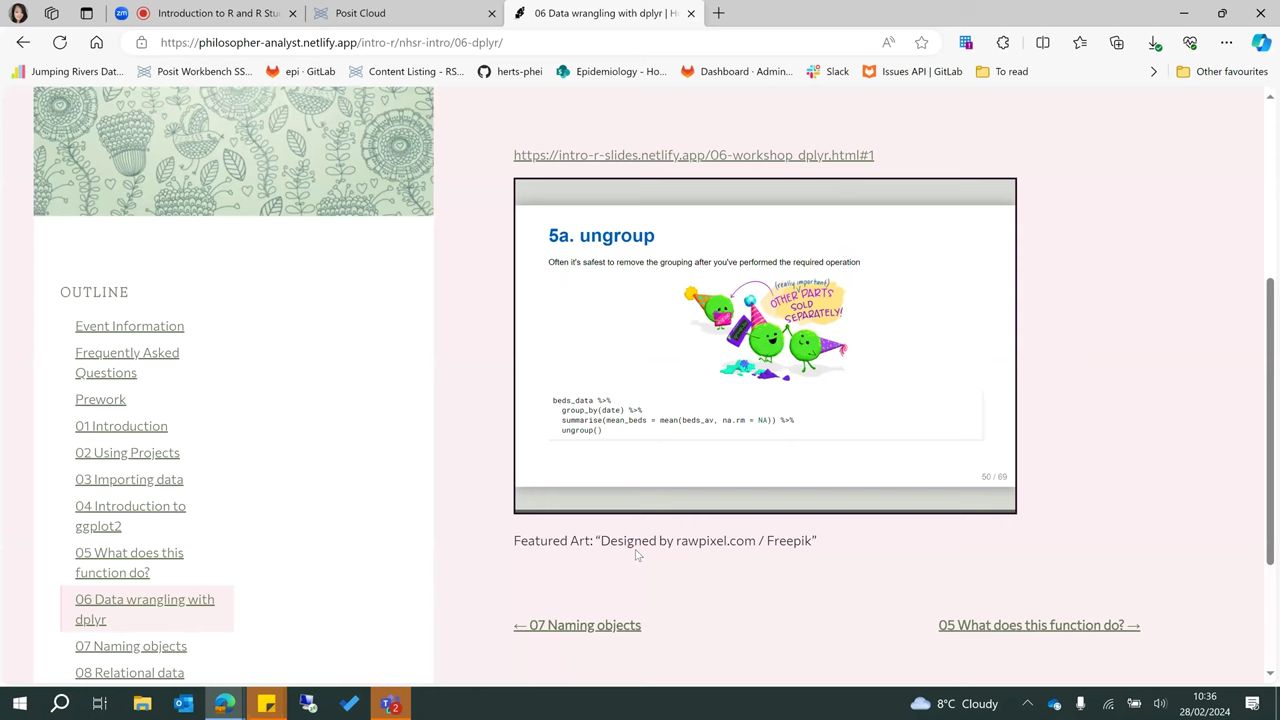 Introduction to R and R Stu
Posit Cloud
06 Data wrangling with dplyr | H
https://philosopher-analyst.netlify.app/intro-r/nhsr-intro/06-dplyr/
Jumping Rivers Dat...
Posit Workbench SS...
epi · GitLab
Content Listing - RS...
herts-phei
Epidemiology - Ho...
Dashboard · Admin...
Slack
Issues API | GitLab
To read
Other favourites
https://intro-r-slides.netlify.app/06-workshop_dplyr.html#1
5a. ungroup
Often it's safest to remove the grouping after you've performed the required operation
(really important)
OTHER PARTS
SOLD
SEPARATELY!
beds_data %>%
group_by(date) %>%
summarise(mean_beds = mean(beds_av, na.rm = NA)) %>%
ungroup()
50 / 69
OUTLINE
Event Information
Frequently Asked
Questions
Prework
01 Introduction
02 Using Projects
03 Importing data
04 Introduction to
ggplot2
05 What does this
function do?
06 Data wrangling with
dplyr
07 Naming objects
08 Relational data
Featured Art: “Designed by rawpixel.com / Freepik”
← 07 Naming objects
05 What does this function do? →
8°C Cloudy
10:36
28/02/2024